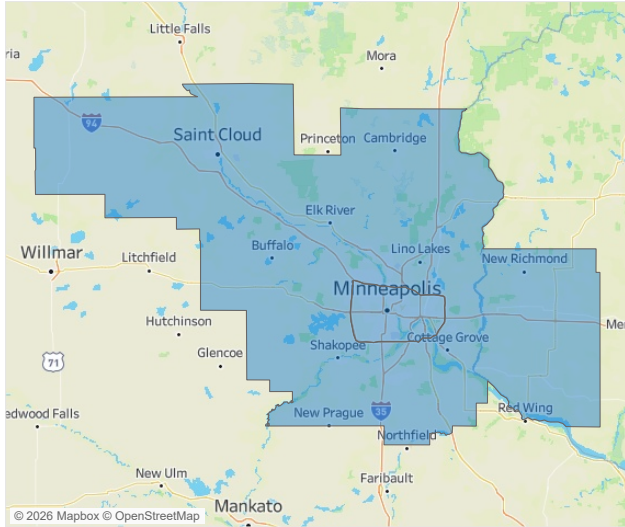 Little Falls
ria
Mora
94
Saint Cloud
Princeton
Cambridge
Elk River
Willmar
Litchfield
Buffalo
Lino Lakes
New Richmond
Minneapolis
Hutchinson
Men
71
Glencoe
Shakopee
Cottage Grove
edwood Falls
New Prague
35
Red Wing
Northfield
New Ulm
Faribault
Mankato
© 2026 Mapbox © OpenStreetMap